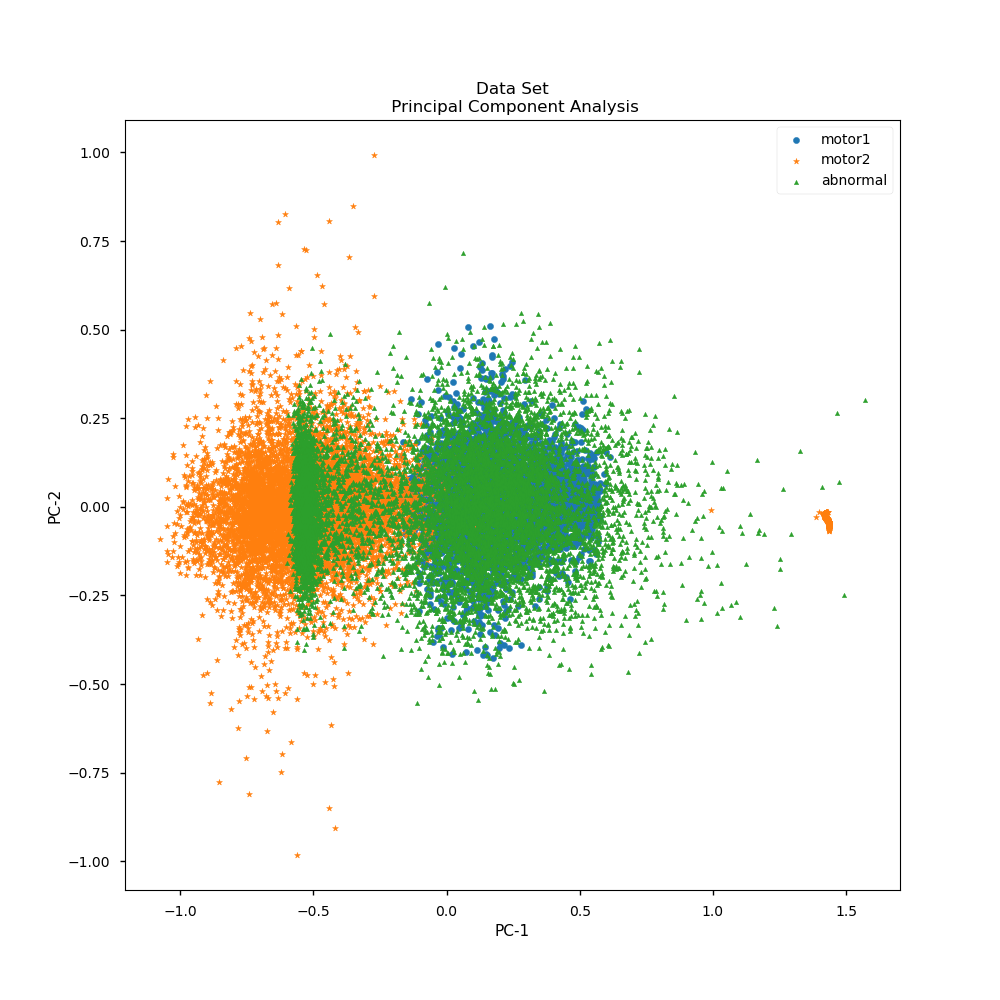 Data Set
Principal Component Analysis
motor1
motor2
abnormal
1.00
0.75
0.50
0.25
0.00
−0.25
−0.50
−0.75
−1.00
PC-2
−1.0
−0.5
0.0
0.5
1.0
1.5
PC-1